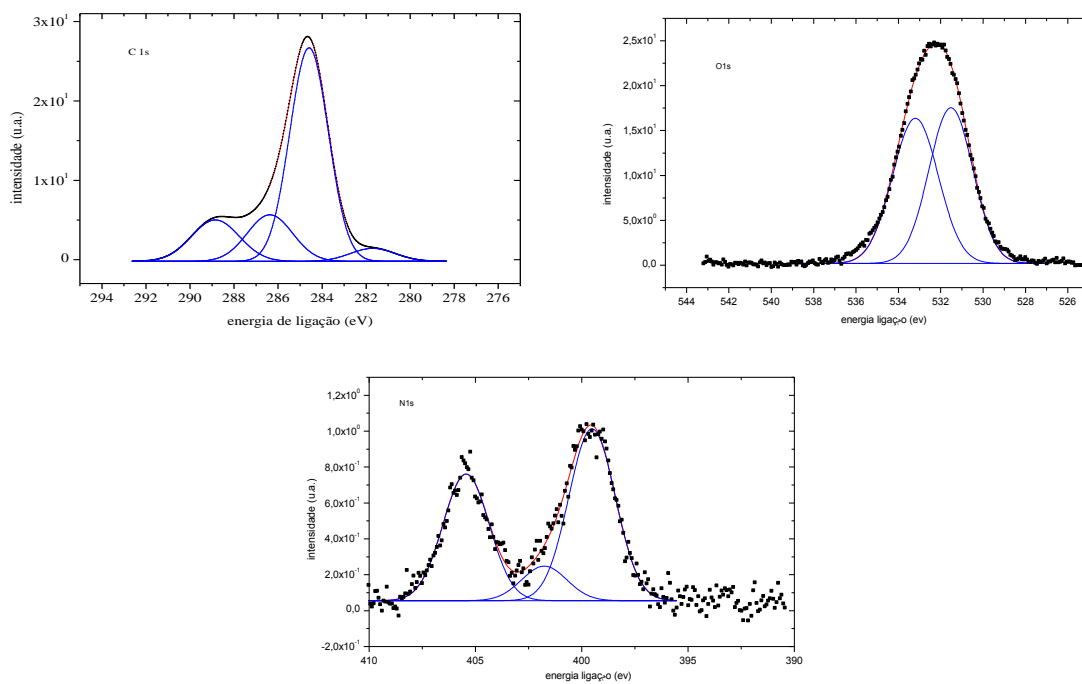 3x10¹
C 1s
2x10¹
1x10¹
0
intensidade (u.a.)
294 292 290 288 286 284 282 280 278 276
energia de ligação (eV)
2,5x10¹
O1s
2,0x10¹
1,5x10¹
1,0x10¹
5,0x10⁰
0,0
intensidade (u.a.)
544 542 540 538 536 534 532 530 528 526
energia ligação (ev)
1,2x10⁰
N1s
1,0x10⁰
8,0x10⁻¹
6,0x10⁻¹
4,0x10⁻¹
2,0x10⁻¹
0,0
-2,0x10⁻¹
intensidade (u.a.)
410 405 400 395 390
energia ligação (ev)